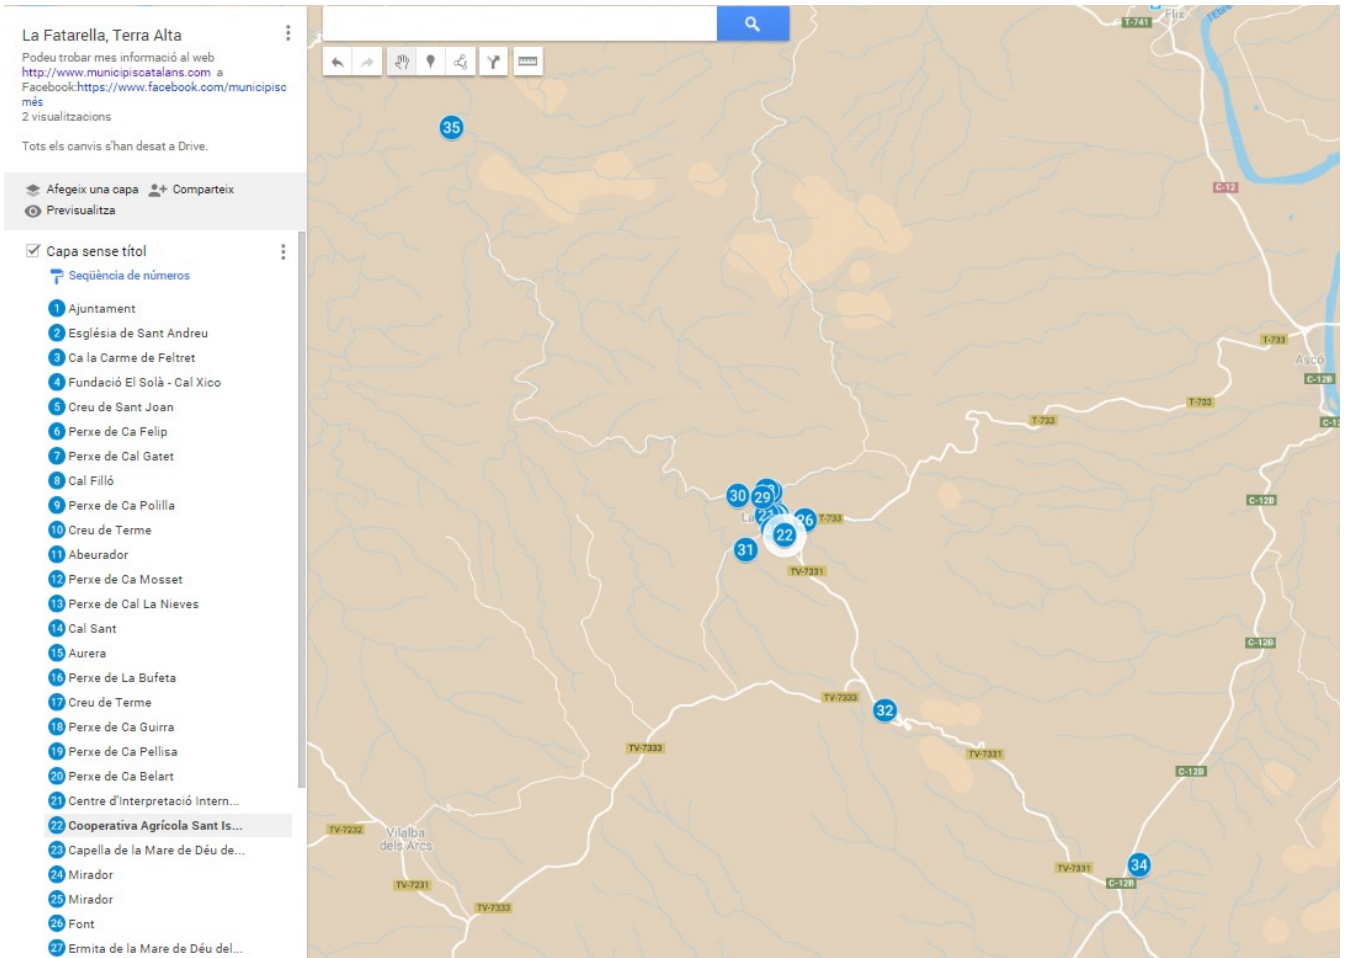 La Fatarella, Terra Alta
Podeu trobar mes informació al web
http://www.municipiscatalans.com a
Facebook:https://www.facebook.com/municipisc
més
2 visualitzacions
Tots els canvis s'han desat a Drive.
Afegeix una capa Comparteix
Previsualitza
Capa sense títol
Seqüència de números
1 Ajuntament
2 Església de Sant Andreu
3 Ca la Carme de Feltret
4 Fundació El Solà - Cal Xico
5 Creu de Sant Joan
6 Perxe de Ca Felip
7 Perxe de Cal Gatet
8 Cal Filló
9 Perxe de Ca Polilla
10 Creu de Terme
11 Abeurador
12 Perxe de Ca Mosset
13 Perxe de Cal La Nieves
14 Cal Sant
15 Aurera
16 Perxe de La Bufeta
17 Creu de Terme
18 Perxe de Ca Guirra
19 Perxe de Ca Pellisa
20 Perxe de Ca Belart
21 Centre d'Interpretació Intern...
22 Cooperativa Agrícola Sant Is...
23 Capella de la Mare de Déu de...
24 Mirador
25 Mirador
26 Font
27 Ermita de la Mare de Déu del...
T-741
Flix
l'Ebre
35
C-12
T-733
Ascó
C-12B
T-733
T-733
30
29
C-12B
La
21
26
T-733
22
31
TV-7331
C-12B
TV-7333
32
TV-7333
TV-7331
C-12B
TV-7232
Vilalba
dels Arcs
34
TV-7331
C-12B
TV-7231
TV-7333